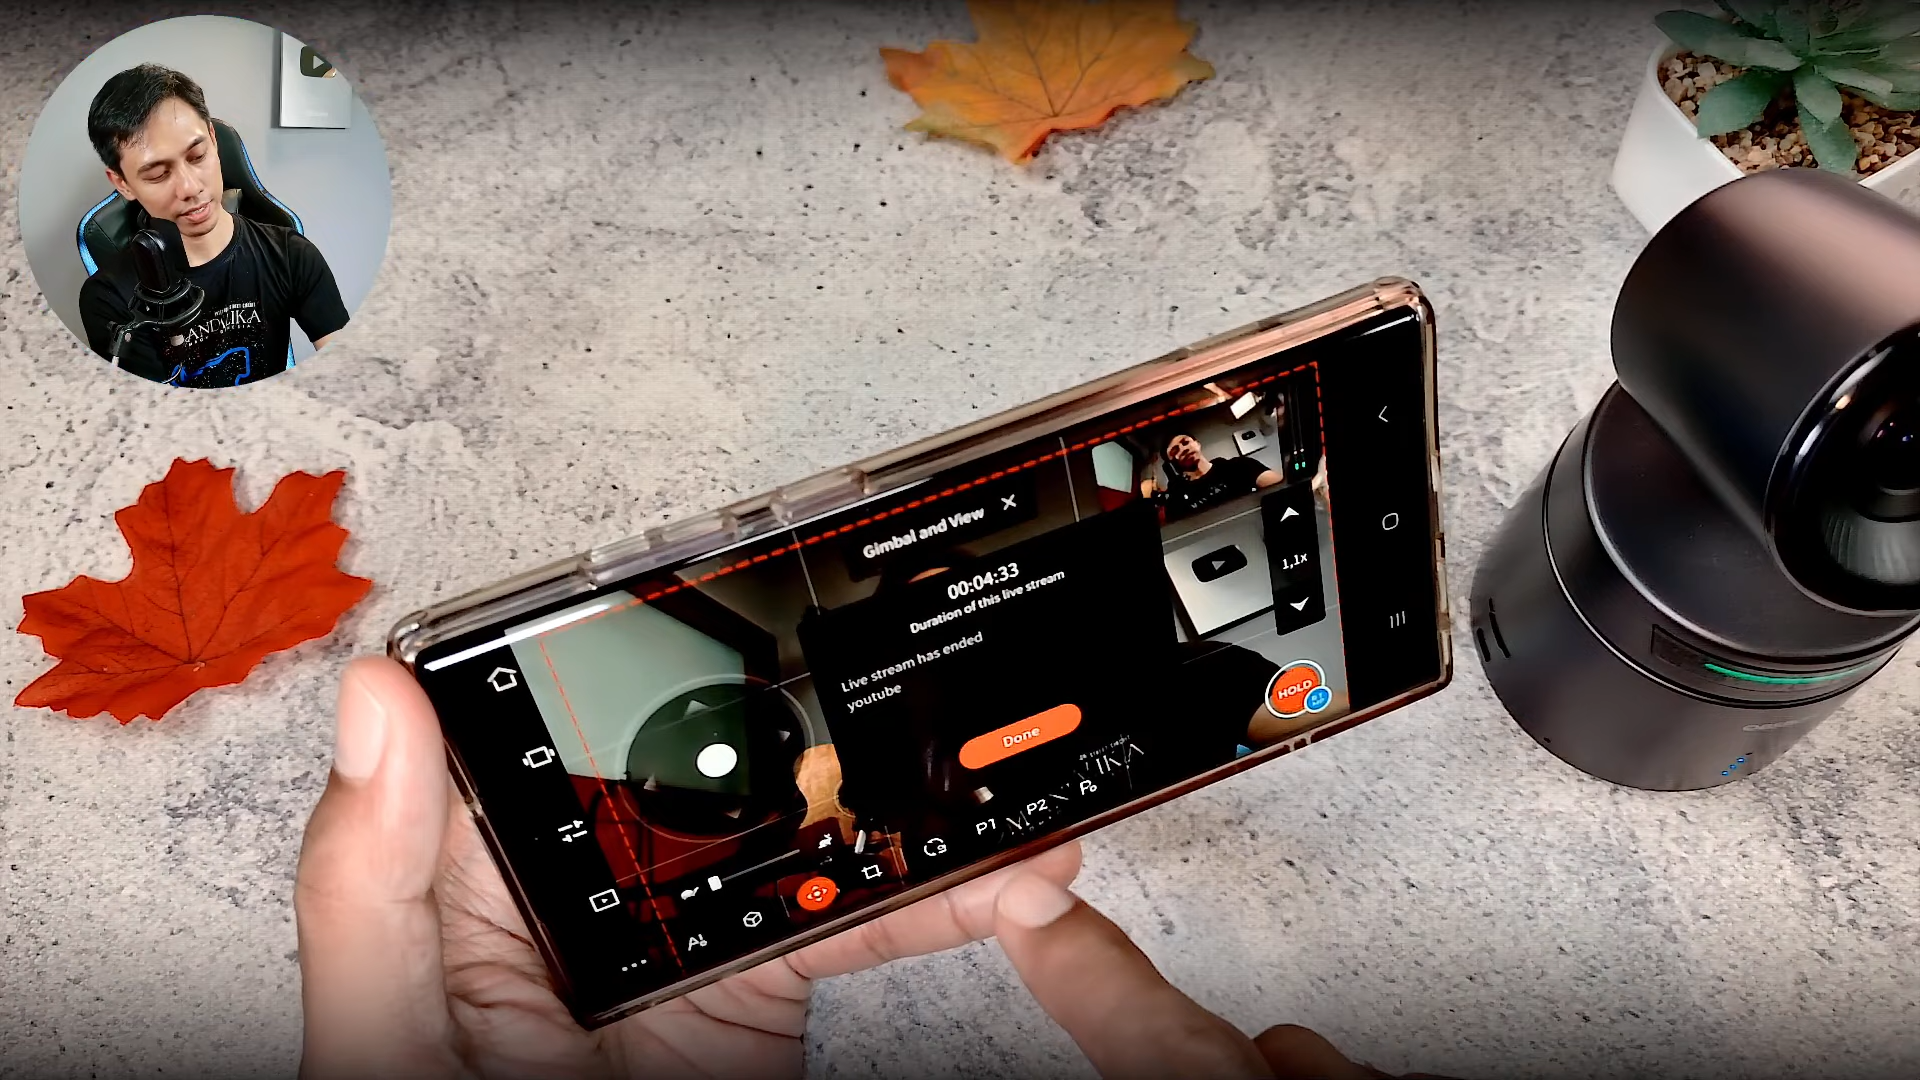 ANDALIKA
Gimbal and View
00:04:33
Duration of this live stream
Live stream has ended
youtube
Done
1,1x
HOLD
P1
P2